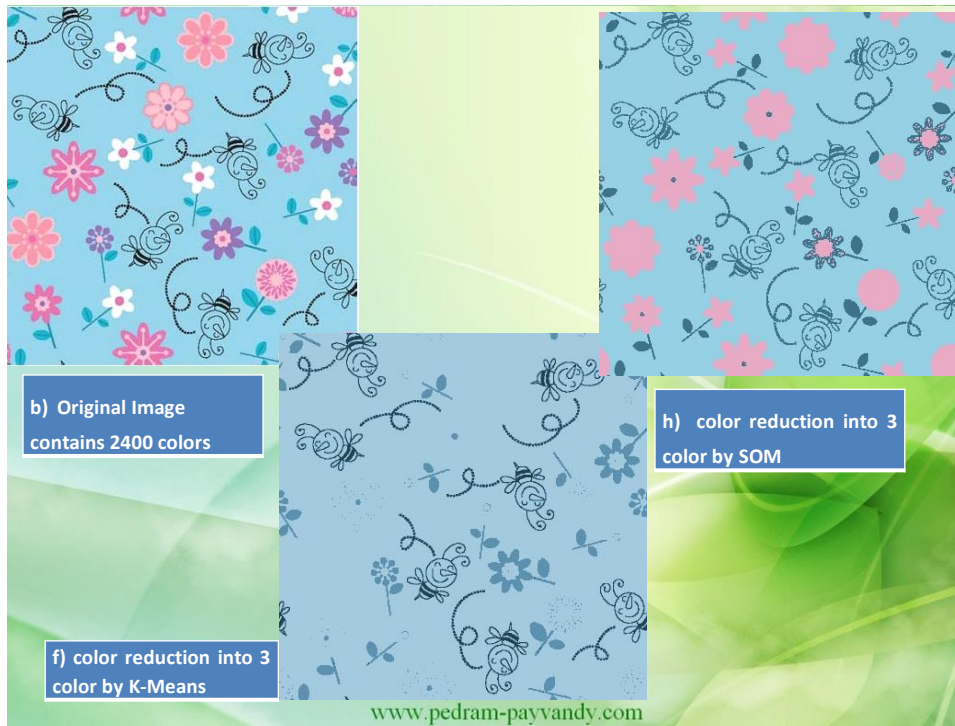 b) Original Image
contains 2400 colors
h) color reduction into 3
color by SOM
f) color reduction into 3
color by K-Means
www.pedram-payvandy.com